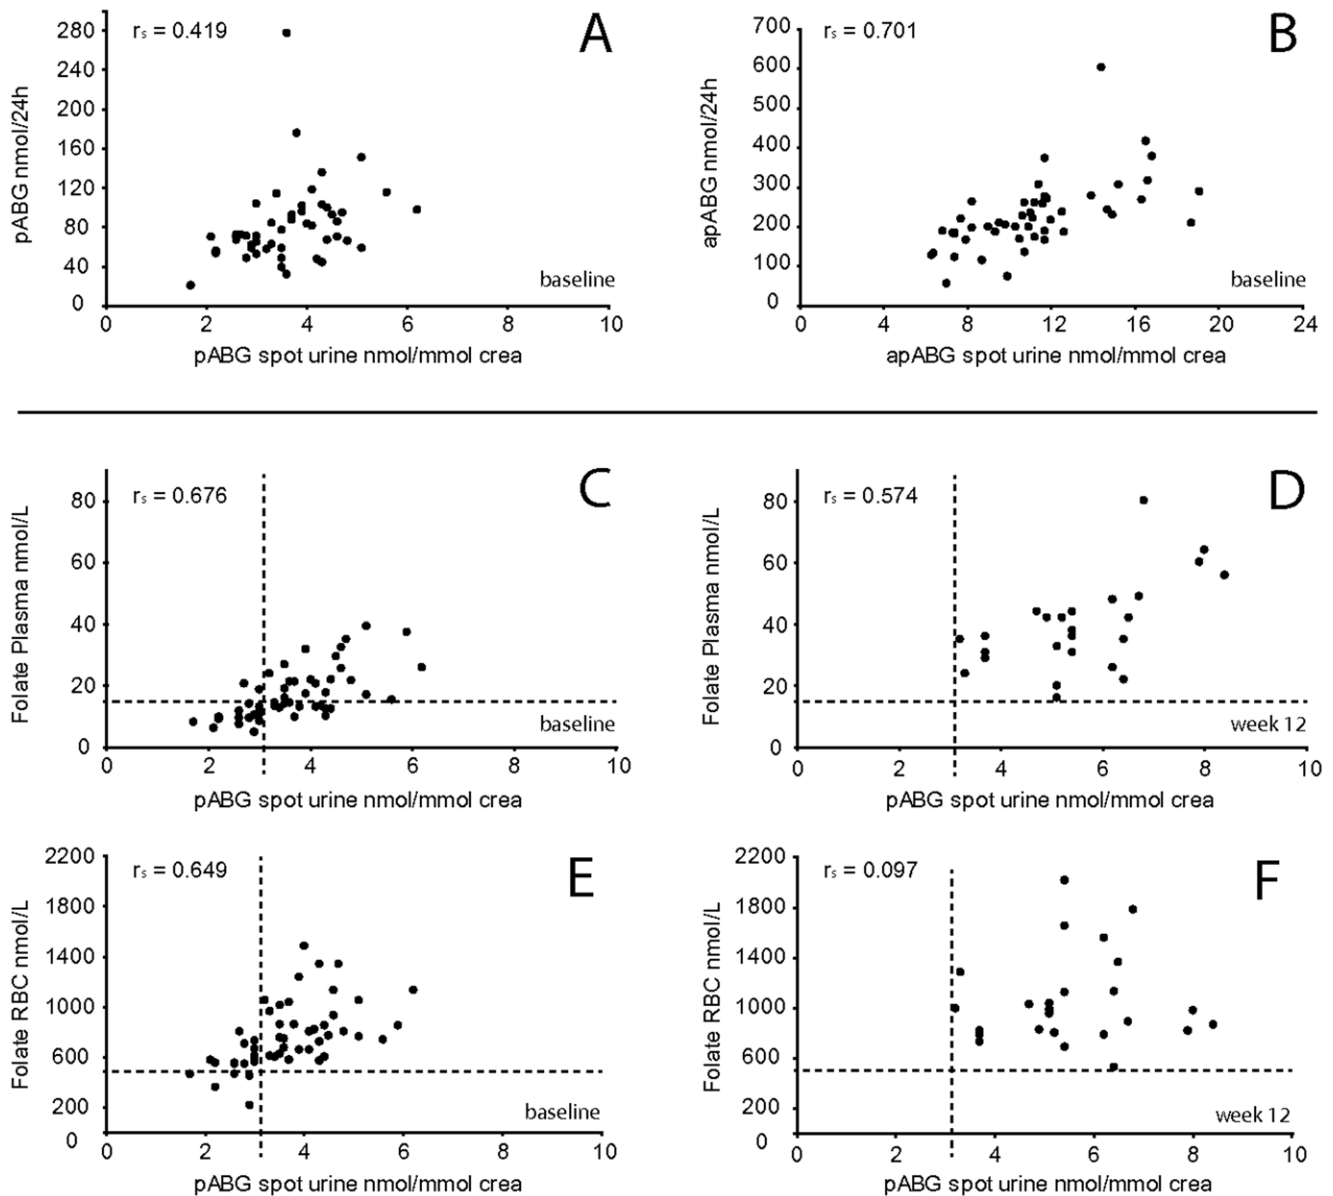 rs = 0.419
A
pABG nmol/24h
280
240
200
160
120
80
40
0
0 2 4 6 8 10
baseline
pABG spot urine nmol/mmol crea
rs = 0.701
B
apABG nmol/24h
700
600
500
400
300
200
100
0
0 4 8 12 16 20 24
baseline
apABG spot urine nmol/mmol crea
rs = 0.676
C
Folate Plasma nmol/L
80
60
40
20
0
baseline
0 2 4 6 8 10
pABG spot urine nmol/mmol crea
rs = 0.574
D
Folate Plasma nmol/L
80
60
40
20
0
week 12
0 2 4 6 8 10
pABG spot urine nmol/mmol crea
rs = 0.649
E
Folate RBC nmol/L
2200
1800
1400
1000
600
200
0
baseline
0 2 4 6 8 10
pABG spot urine nmol/mmol crea
rs = 0.097
F
Folate RBC nmol/L
2200
1800
1400
1000
600
200
0
week 12
0 2 4 6 8 10
pABG spot urine nmol/mmol crea